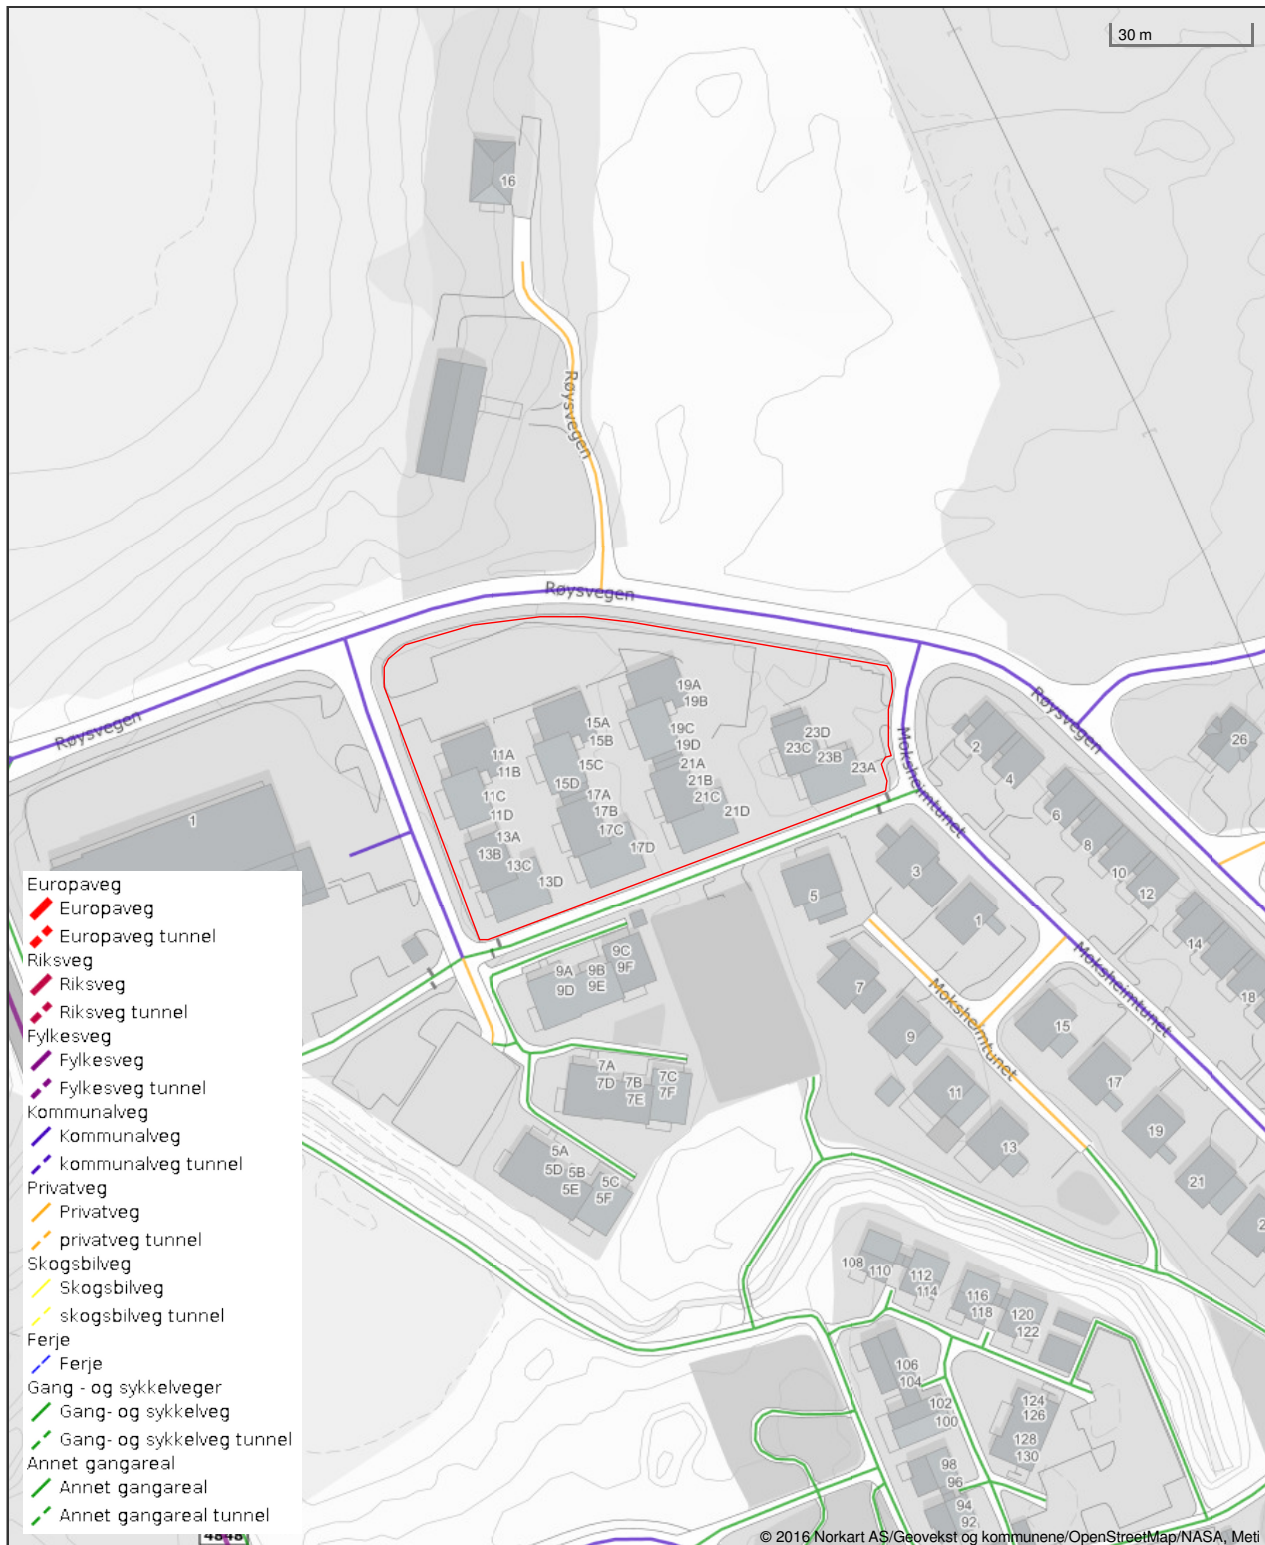 30 m
16
Røysvegen
Røysvegen
Røysvegen
Røysvegen
19A
19B
15A
15B
19C
19D
23D
23C
23B
23A
11A
11B
15C
15D
21A
21B
21C
21D
11C
11D
17A
17B
17C
17D
13A
13B
13C
13D
Moksheimtunet
2
4
26
6
8
10
12
14
18
1
5
3
1
9C
9F
9A
9B
9D
9E
7
9
Moksheimtunet
Moksheimtunet
15
17
19
21
11
13
7A
7B
7C
7D
7E
7F
5A
5B
5C
5D
5E
5F
108
110
112
114
116
118
120
122
106
104
102
100
124
126
128
130
98
96
94
92
Europaveg
Europaveg
Europaveg tunnel
Riksveg
Riksveg
Riksveg tunnel
Fylkesveg
Fylkesveg
Fylkesveg tunnel
Kommunalveg
Kommunalveg
kommunalveg tunnel
Privatveg
Privatveg
privatveg tunnel
Skogsbilveg
Skogsbilveg
skogsbilveg tunnel
Ferje
Ferje
Gang - og sykkelveger
Gang- og sykkelveg
Gang- og sykkelveg tunnel
Annet gangareal
Annet gangareal
Annet gangareal tunnel
© 2016 Norkart AS/Geovekst og kommunene/OpenStreetMap/NASA, Meti